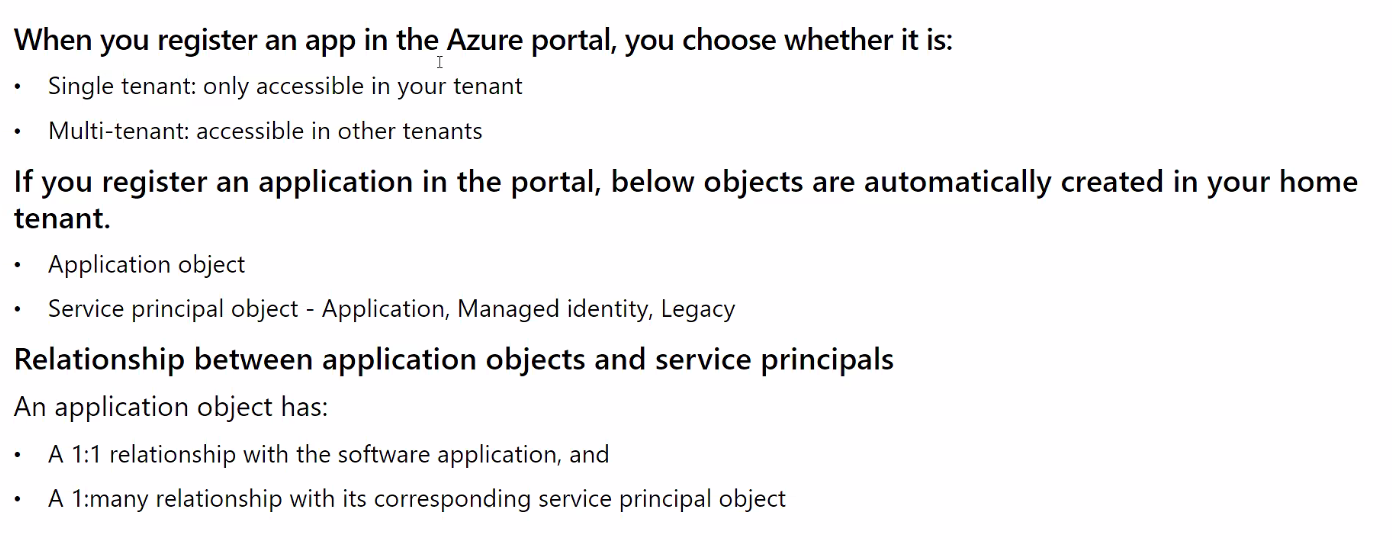 When you register an app in the Azure portal, you choose whether it is:
• Single tenant: only accessible in your tenant
• Multi-tenant: accessible in other tenants
If you register an application in the portal, below objects are automatically created in your home
tenant.
• Application object
• Service principal object - Application, Managed identity, Legacy
Relationship between application objects and service principals
An application object has:
• A 1:1 relationship with the software application, and
• A 1:many relationship with its corresponding service principal object